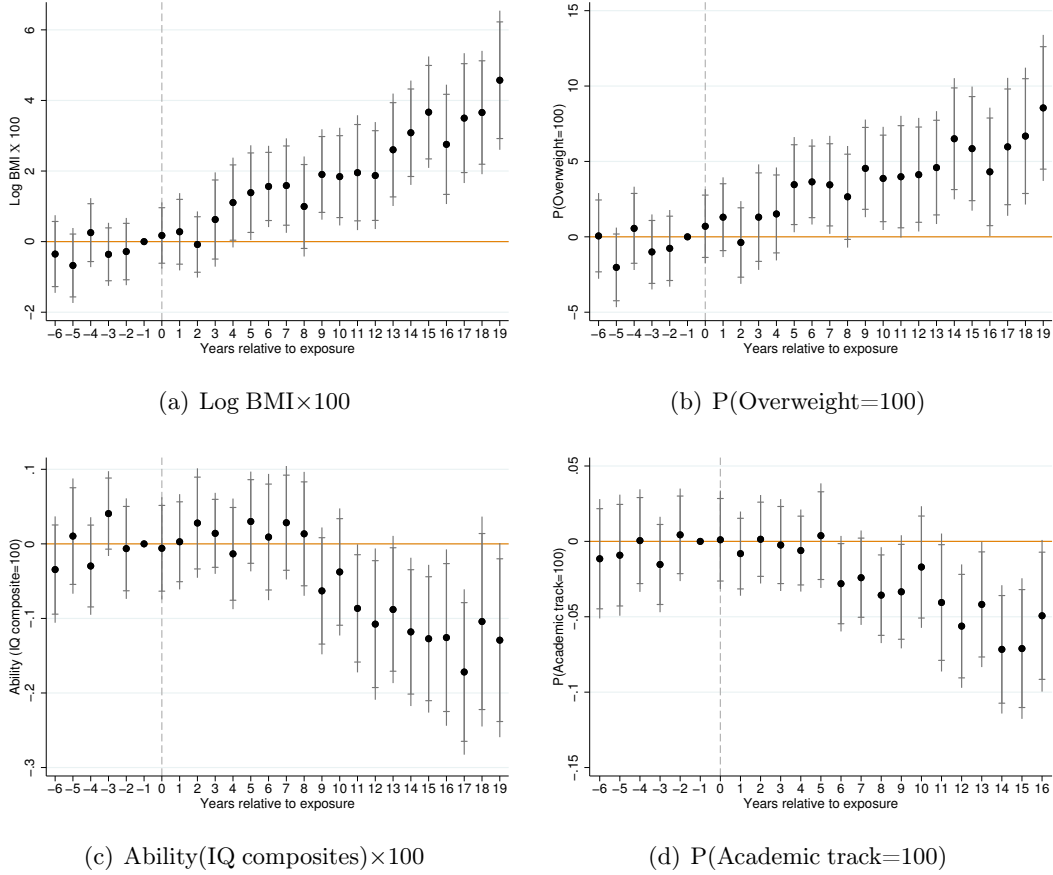 6
4
2
0
-2
Log BMI X 100
-6 -5 -4 -3 -2 -1 0 1 2 3 4 5 6 7 8 9 10 11 12 13 14 15 16 17 18 19
Years relative to exposure
(a) Log BMI×100
15
10
5
0
-5
P(Overweight=100)
-6 -5 -4 -3 -2 -1 0 1 2 3 4 5 6 7 8 9 10 11 12 13 14 15 16 17 18 19
Years relative to exposure
(b) P(Overweight=100)
.1
0
-.1
-.2
-.3
Ability (IQ composite=100)
-6 -5 -4 -3 -2 -1 0 1 2 3 4 5 6 7 8 9 10 11 12 13 14 15 16 17 18 19
Years relative to exposure
(c) Ability(IQ composites)×100
.05
0
-.05
-.1
-.15
P(Academic track=100)
-6 -5 -4 -3 -2 -1 0 1 2 3 4 5 6 7 8 9 10 11 12 13 14 15 16
Years relative to exposure
(d) P(Academic track=100)